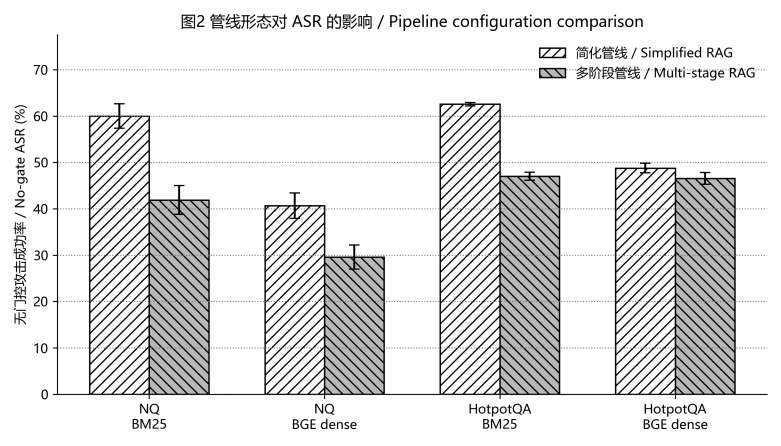 图2 管线形态对 ASR 的影响 / Pipeline configuration comparison
简化管线 / Simplified RAG
多阶段管线 / Multi-stage RAG
无门控攻击成功率 / No-gate ASR (%)
70
60
50
40
30
20
10
0
NQ
BM25
NQ
BGE dense
HotpotQA
BM25
HotpotQA
BGE dense